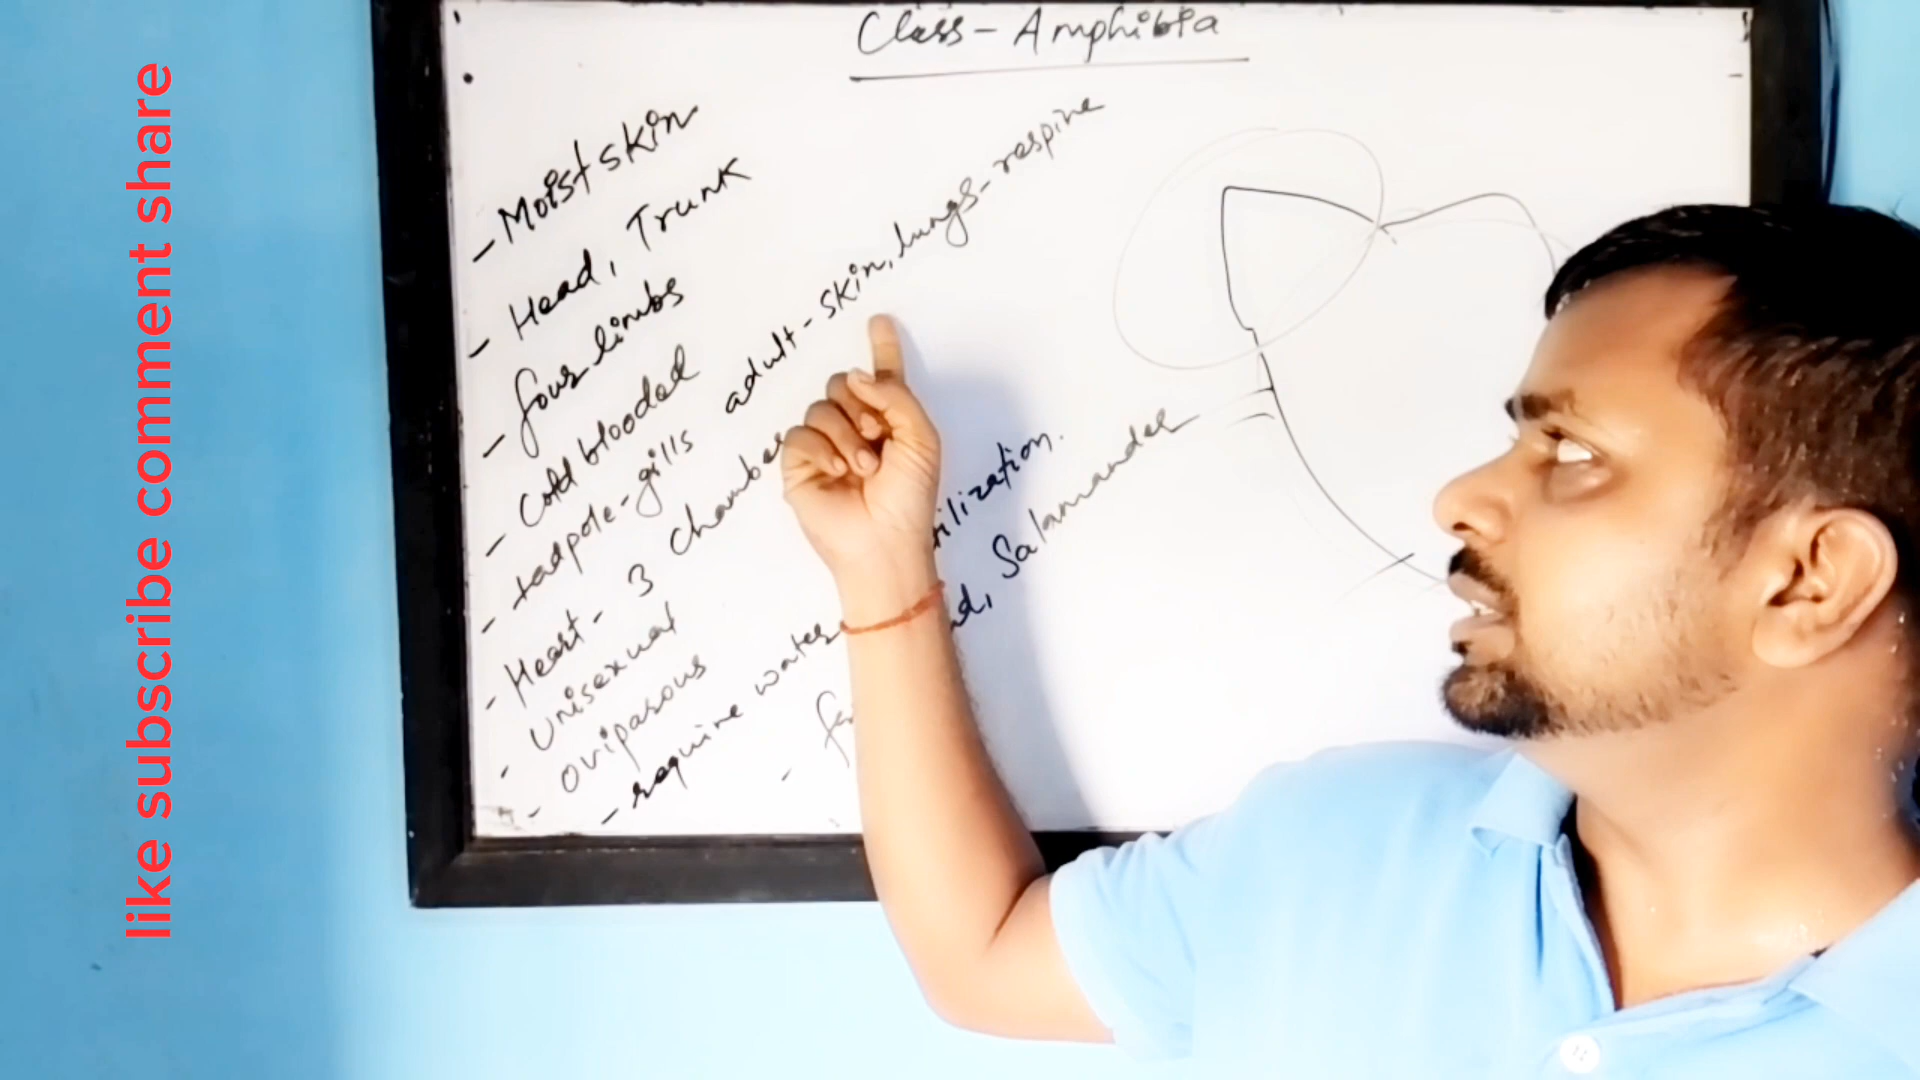 Class - Amphibia
- Moist skin
- Head, Trunk
- four limbs
- Cold blooded
- tadpole - gills adult - skin, lungs - respire
- Heart - 3 chamber
- Unisexual
- oviparous
- require water tilization.
- Salamander
like subscribe comment share